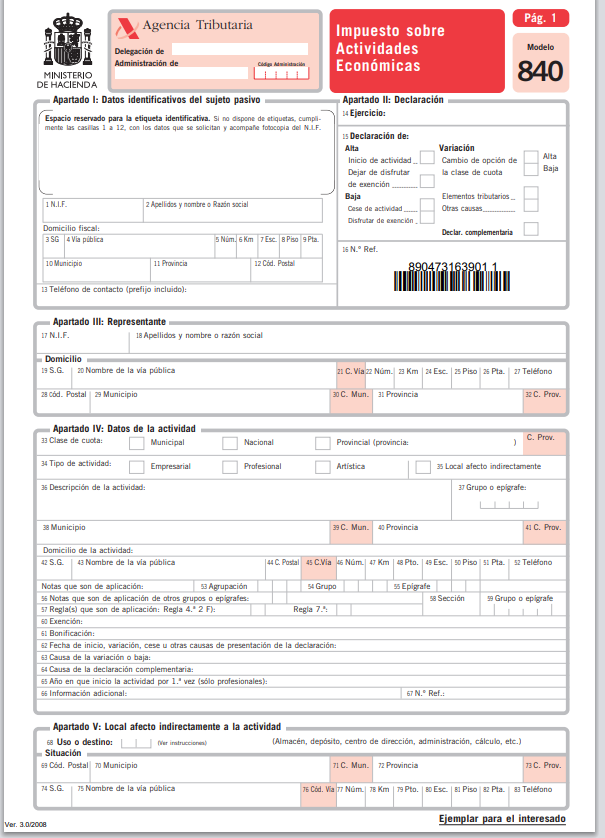 Agencia Tributaria
MINISTERIO
DE HACIENDA
Delegación de
Administración de
Código Administración
Impuesto sobre
Actividades
Económicas
Pág. 1
Modelo
840
Apartado I: Datos identificativos del sujeto pasivo
Espacio reservado para la etiqueta identificativa. Si no dispone de etiquetas, cumpli-
mente las casillas 1 a 12, con los datos que se solicitan y acompañe fotocopia del N.I.F.
1 N.I.F. 2 Apellidos y nombre o Razón social
Domicilio fiscal:
3 SG 4 Vía pública 5 Núm. 6 Km 7 Esc. 8 Piso 9 Pta.
10 Municipio 11 Provincia 12 Cód. Postal
13 Teléfono de contacto (prefijo incluido):
Apartado II: Declaración
14 Ejercicio:
15 Declaración de:
Alta
Inicio de actividad
Dejar de disfrutar
de exención
Baja
Cese de actividad
Disfrutar de exención
Variación
Cambio de opción de
la clase de cuota
Alta
Baja
Elementos tributarios
Otras causas
Declar. complementaria
16 N.º Ref.
890473163901 1
Apartado III: Representante
17 N.I.F. 18 Apellidos y nombre o razón social
Domicilio
19 S.G. 20 Nombre de la vía pública 21 C. Vía 22 Núm. 23 Km 24 Esc. 25 Piso 26 Pta. 27 Teléfono
28 cód. Postal 29 Municipio 30 C. Mun. 31 Provincia 32 C. Prov.
Apartado IV: Datos de la actividad
33 Clase de cuota: Municipal Nacional Provincial (provincia: ) C. Prov.
34 Tipo de actividad: Empresarial Profesional Artística 35 Local afecto indirectamente
36 Descripción de la actividad: 37 Grupo o epígrafe:
38 Municipio 39 C. Mun. 40 Provincia 41 C. Prov.
Domicilio de la actividad:
42 S.G. 43 Nombre de la vía pública 44 C. Postal 45 C.Vía 46 Núm. 47 Km 48 Pto. 49 Esc. 50 Piso 51 Pta. 52 Teléfono
Notas que son de aplicación: 53 Agrupación 54 Grupo 55 Epígrafe
56 Notas que son de aplicación de otros grupos o epígrafes: 58 Sección 59 Grupo o epígrafe
57 Regla(s) que son de aplicación: Regla 4.ª 2 F): Regla 7.ª:
60 Exención:
61 Bonificación:
62 Fecha de inicio, variación, cese u otras causas de presentación de la declaración:
63 Causa de la variación o baja:
64 Causa de la declaración complementaria:
65 Año en que inicio la actividad por 1.ª vez (sólo profesionales):
66 Información adicional: 67 N.º Ref.:
Apartado V: Local afecto indirectamente a la actividad
68 Uso o destino: (Ver instrucciones) (Almacén, depósito, centro de dirección, administración, cálculo, etc.)
Situación
69 Cód. Postal 70 Municipio 71 C. Mun. 72 Provincia 73 C. Prov.
74 S.G. 75 Nombre de la vía pública 76 Cód. Vía 77 Núm. 78 Km 79 Pto. 80 Esc. 81 Piso 82 Pta. 83 Teléfono
Ver. 3.0/2008
Ejemplar para el interesado